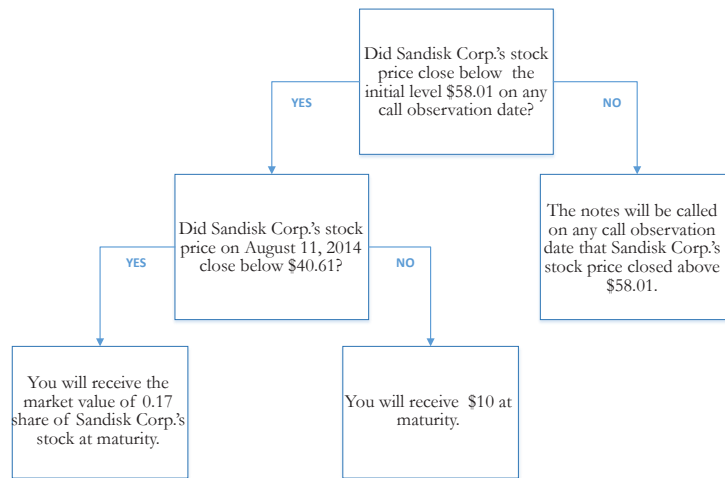 Did Sandisk Corp.'s stock
price close below the
initial level $58.01 on any
call observation date?
YES
NO
Did Sandisk Corp.'s stock
price on August 11, 2014
close below $40.61?
The notes will be called
on any call observation
date that Sandisk Corp.'s
stock price closed above
$58.01.
YES
NO
You will receive the
market value of 0.17
share of Sandisk Corp.'s
stock at maturity.
You will receive $10 at
maturity.